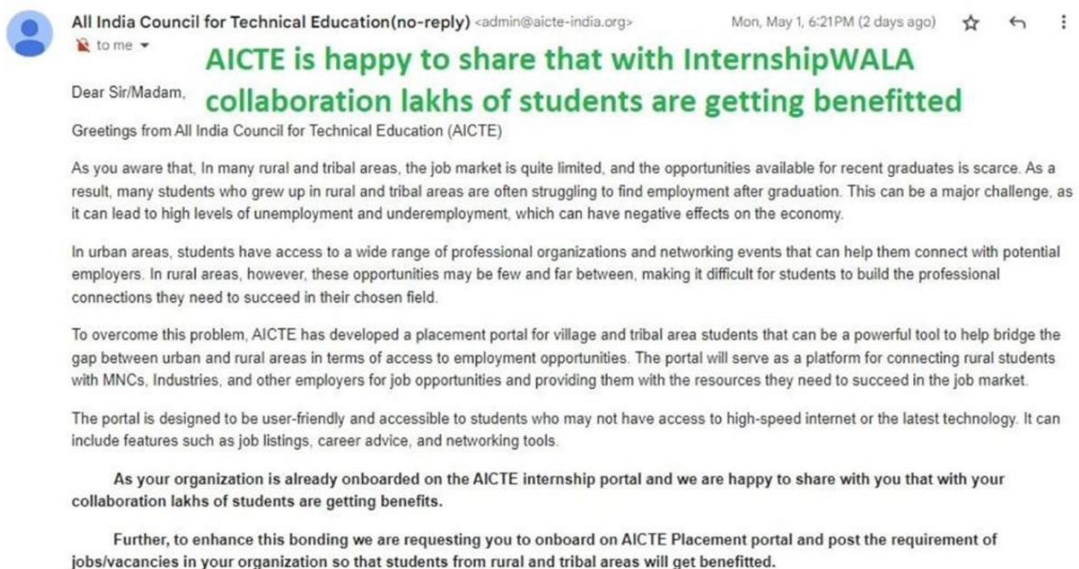 All India Council for Technical Education(no-reply) <admin@aicte-india.org> Mon, May 1, 6:21 PM (2 days ago)
to me
AICTE is happy to share that with InternshipWALA
Dear Sir/Madam,
collaboration lakhs of students are getting benefitted
Greetings from All India Council for Technical Education (AICTE)
As you aware that, In many rural and tribal areas, the job market is quite limited, and the opportunities available for recent graduates is scarce. As a
result, many students who grew up in rural and tribal areas are often struggling to find employment after graduation. This can be a major challenge, as
it can lead to high levels of unemployment and underemployment, which can have negative effects on the economy.
In urban areas, students have access to a wide range of professional organizations and networking events that can help them connect with potential
employers. In rural areas, however, these opportunities may be few and far between, making it difficult for students to build the professional
connections they need to succeed in their chosen field.
To overcome this problem, AICTE has developed a placement portal for village and tribal area students that can be a powerful tool to help bridge the
gap between urban and rural areas in terms of access to employment opportunities. The portal will serve as a platform for connecting rural students
with MNCs, Industries, and other employers for job opportunities and providing them with the resources they need to succeed in the job market.
The portal is designed to be user-friendly and accessible to students who may not have access to high-speed internet or the latest technology. It can
include features such as job listings, career advice, and networking tools.
As your organization is already onboarded on the AICTE internship portal and we are happy to share with you that with your
collaboration lakhs of students are getting benefits.
Further, to enhance this bonding we are requesting you to onboard on AICTE Placement portal and post the requirement of
jobs/vacancies in your organization so that students from rural and tribal areas will get benefitted.